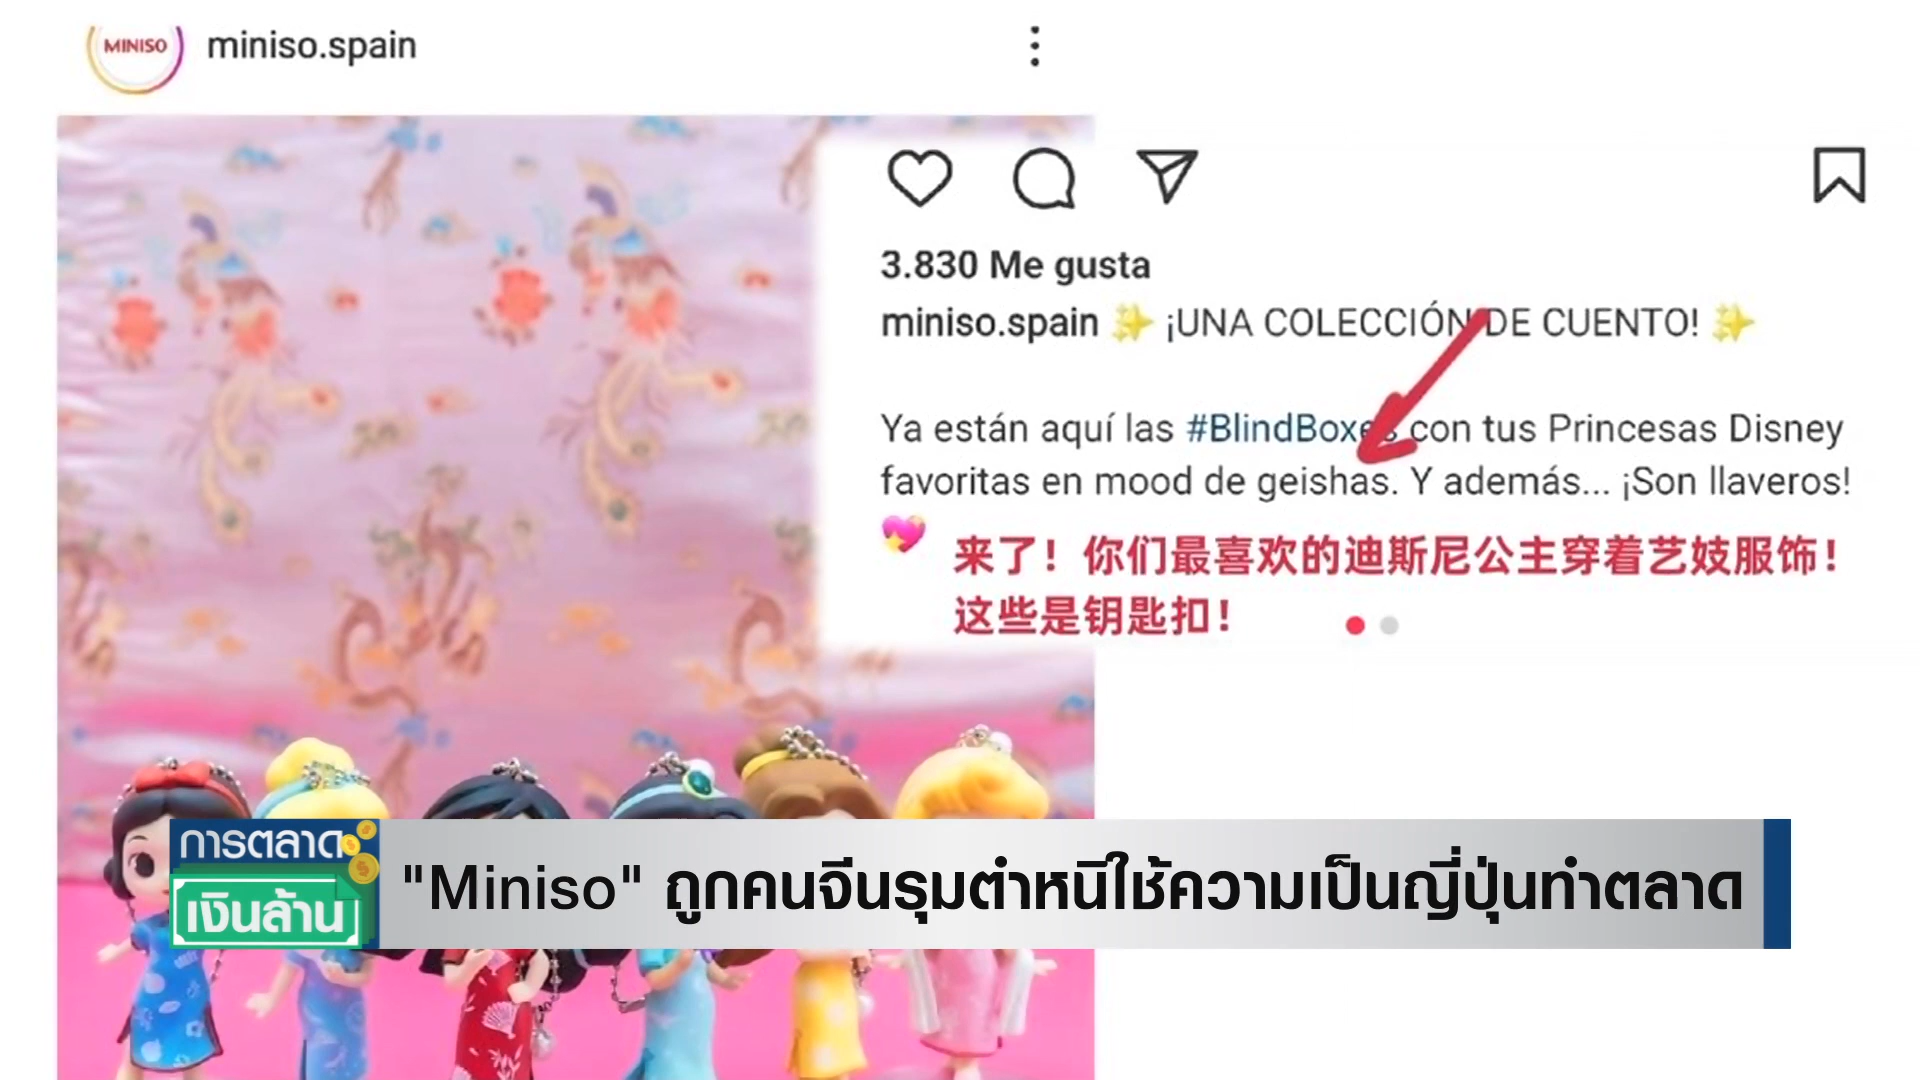 MINISO miniso.spain
3.830 Me gusta
miniso.spain ✨ ¡UNA COLECCIÓN DE CUENTO! ✨
Ya están aquí las #BlindBoxes con tus Princesas Disney
favoritas en mood de geishas. Y además... ¡Son llaveros!
💖
来了！你们最喜欢的迪斯尼公主穿着艺妓服饰！
这些是钥匙扣！
การตลาด
เงินล้าน
"Miniso" ถูกคนจีนรุมตำหนิใช้ความเป็นญี่ปุ่นทำตลาด